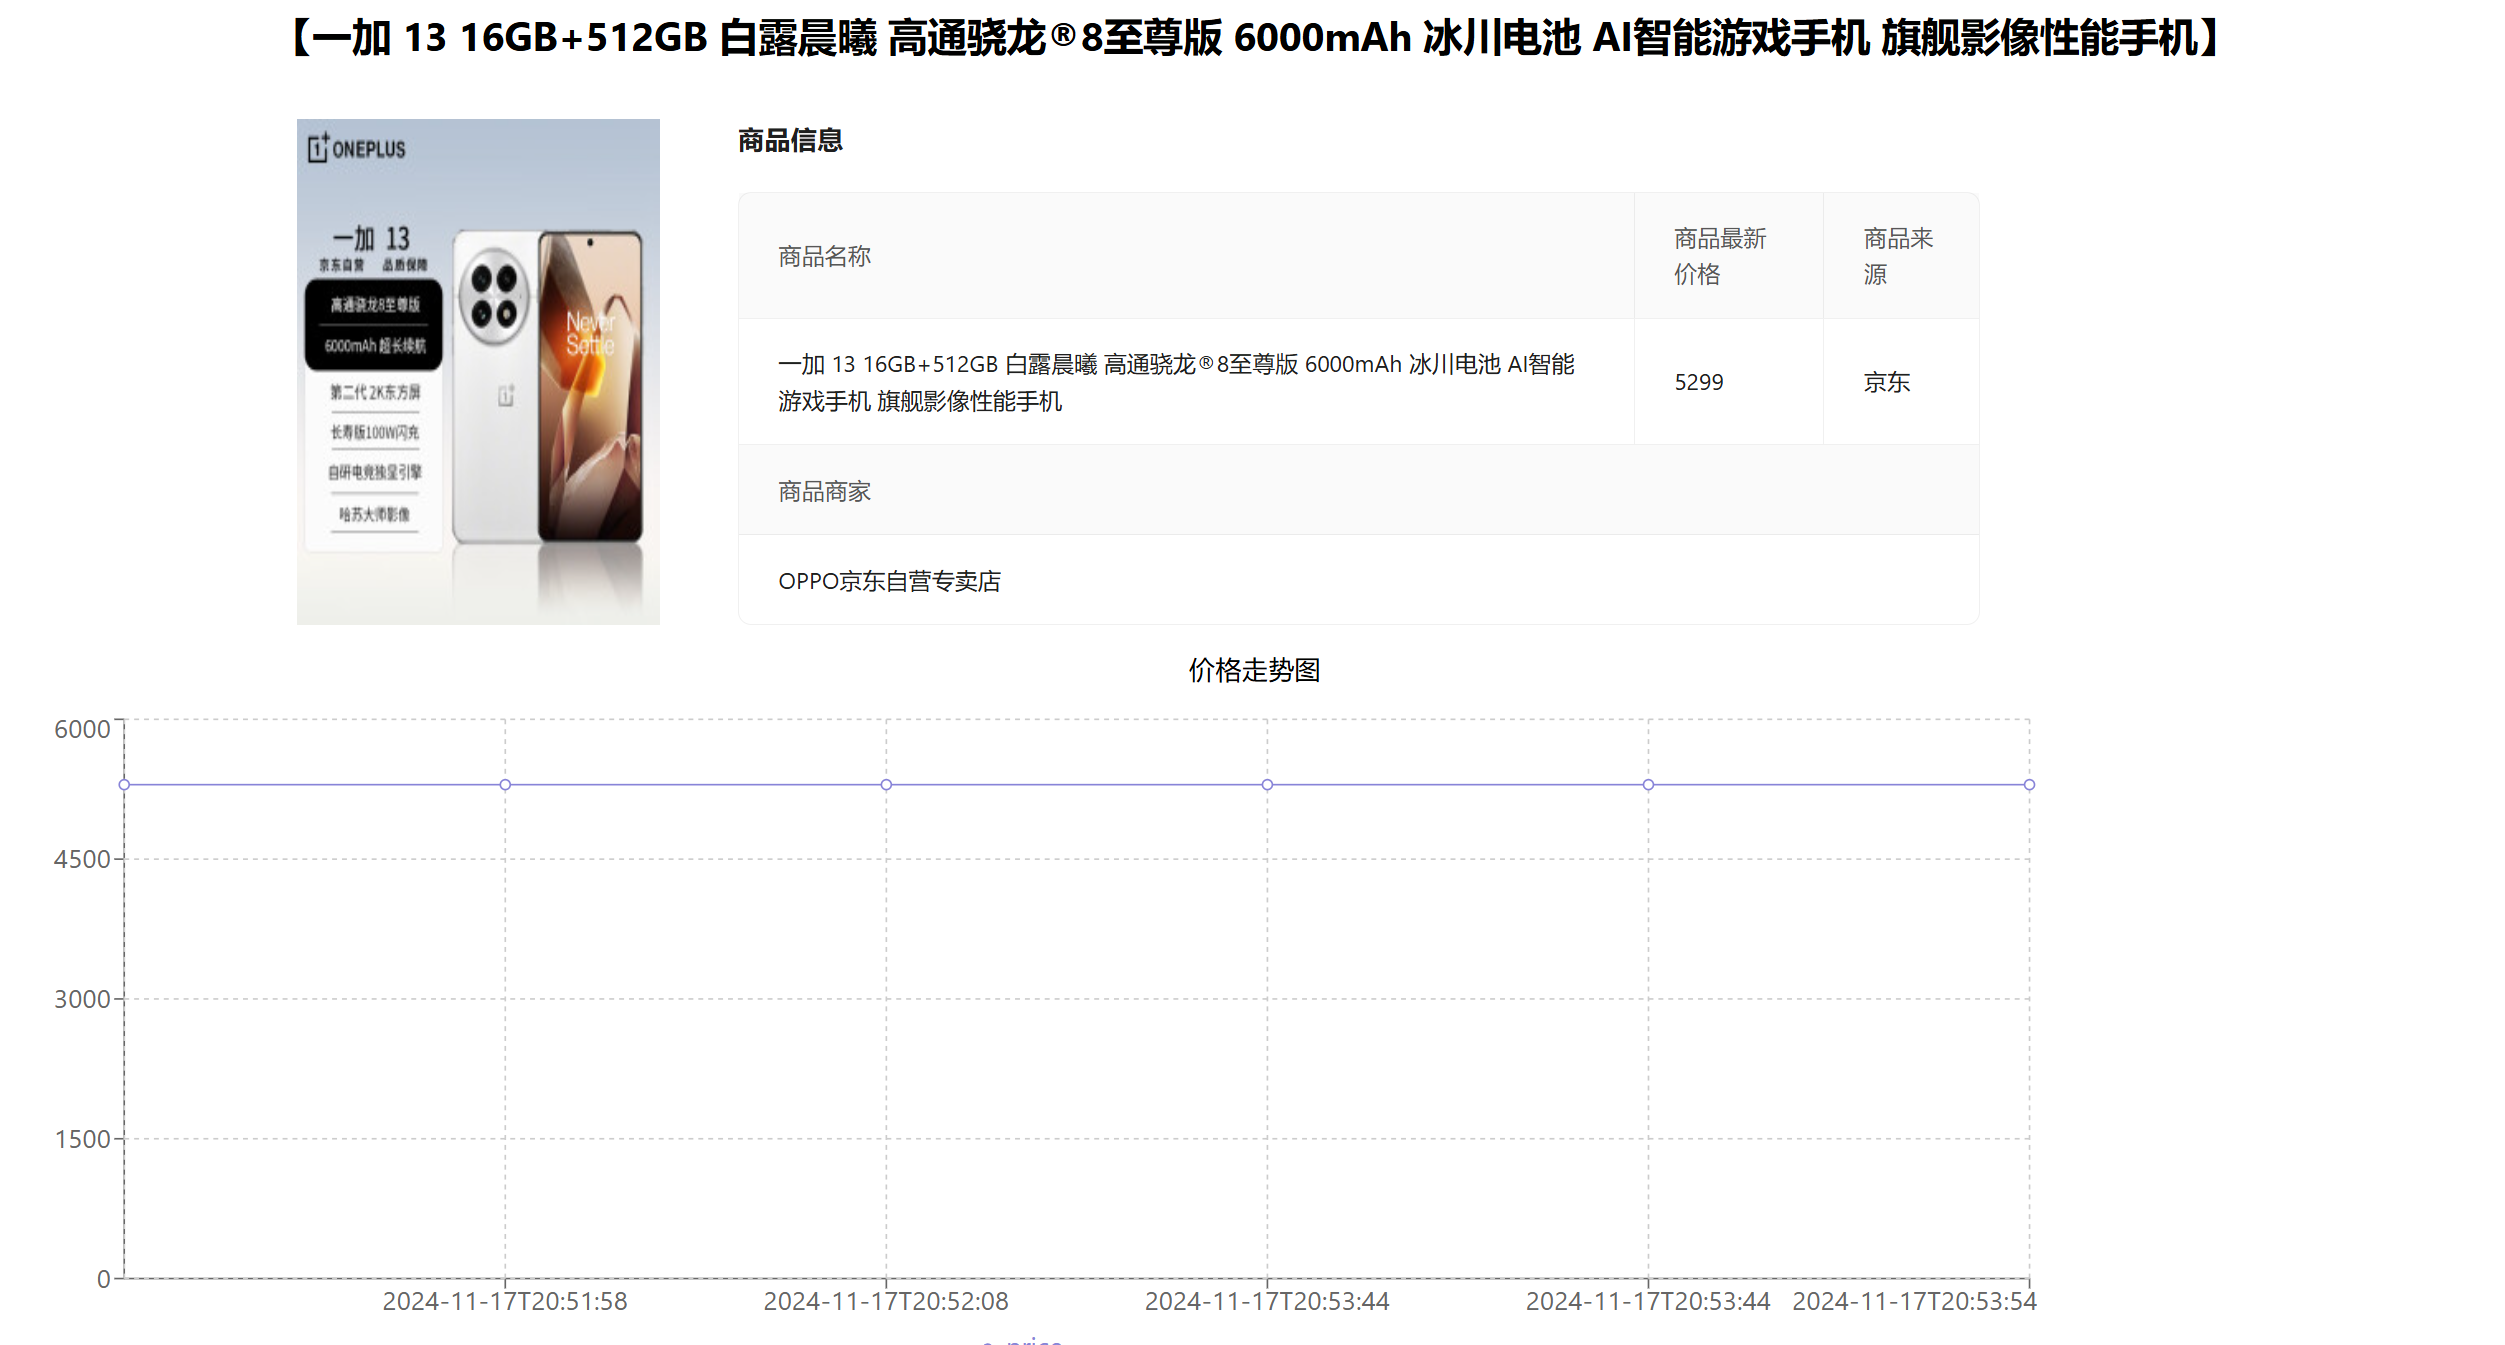 【一加 13 16GB+512GB 白露晨曦 高通骁龙®8至尊版 6000mAh 冰川电池 AI智能游戏手机 旗舰影像性能手机】
ONEPLUS
一加 13
京东自营 品质保障
高通骁龙8至尊版
6000mAh 超长续航
第二代 2K东方屏
长寿版100W闪充
自研电竞独显引擎
哈苏大师影像
Never
Settle
商品信息
商品名称
商品最新
价格
商品来
源
一加 13 16GB+512GB 白露晨曦 高通骁龙®8至尊版 6000mAh 冰川电池 AI智能
游戏手机 旗舰影像性能手机
5299
京东
商品商家
OPPO京东自营专卖店
价格走势图
6000
4500
3000
1500
0
2024-11-17T20:51:58 2024-11-17T20:52:08 2024-11-17T20:53:44 2024-11-17T20:53:44 2024-11-17T20:53:54
price